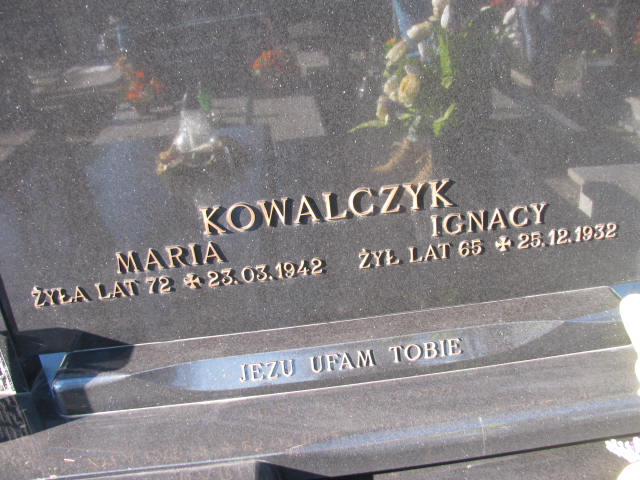 KOWALCZYK
MARIA
ŻYŁA LAT 72 ✠ 23.03.1942
IGNACY
ŻYŁ LAT 65 ✠ 25.12.1932
JEZU UFAM TOBIE